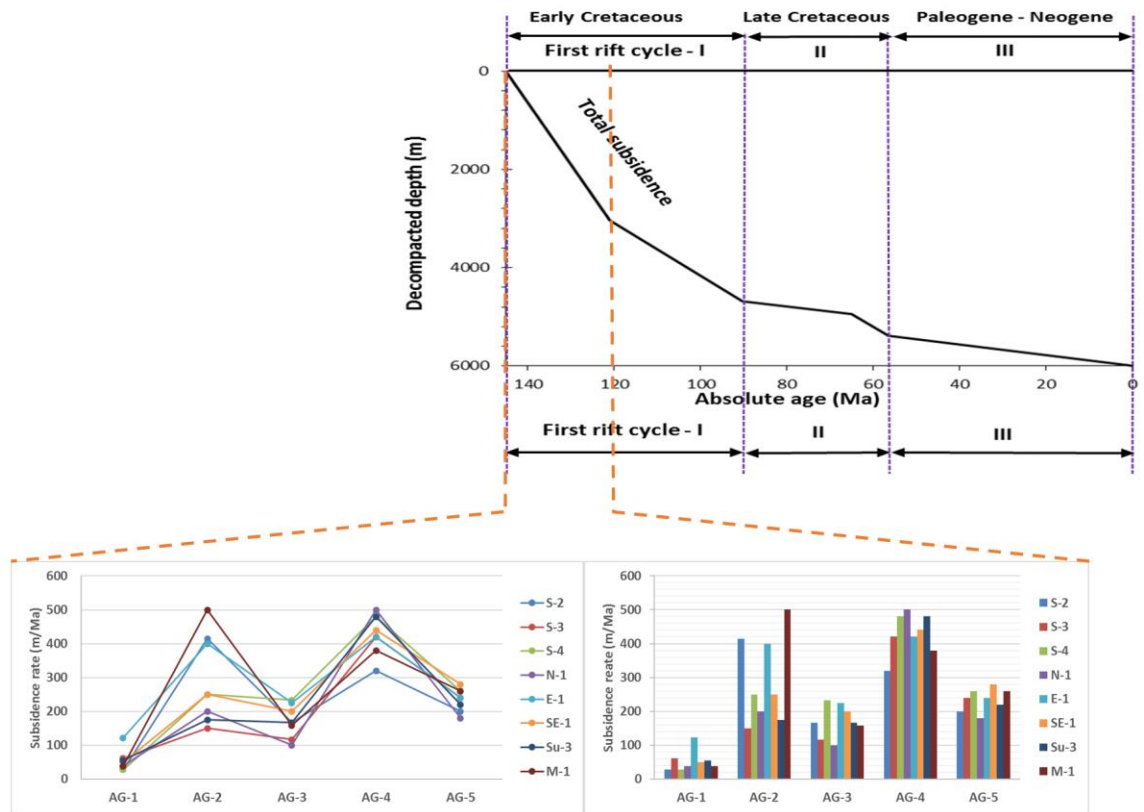 Early Cretaceous Late Cretaceous Paleogene - Neogene
First rift cycle - I II III
0
2000
4000
6000
Decompacted depth (m)
Total subsidence
140 120 100 80 60 40 20 0
Absolute age (Ma)
First rift cycle - I II III
600
500
400
300
200
100
0
Subsidence rate (m/Ma)
AG-1 AG-2 AG-3 AG-4 AG-5
S-2
S-3
S-4
N-1
E-1
SE-1
Su-3
M-1
600
500
400
300
200
100
0
Subsidence rate (m/Ma)
AG-1 AG-2 AG-3 AG-4 AG-5
S-2
S-3
S-4
N-1
E-1
SE-1
Su-3
M-1